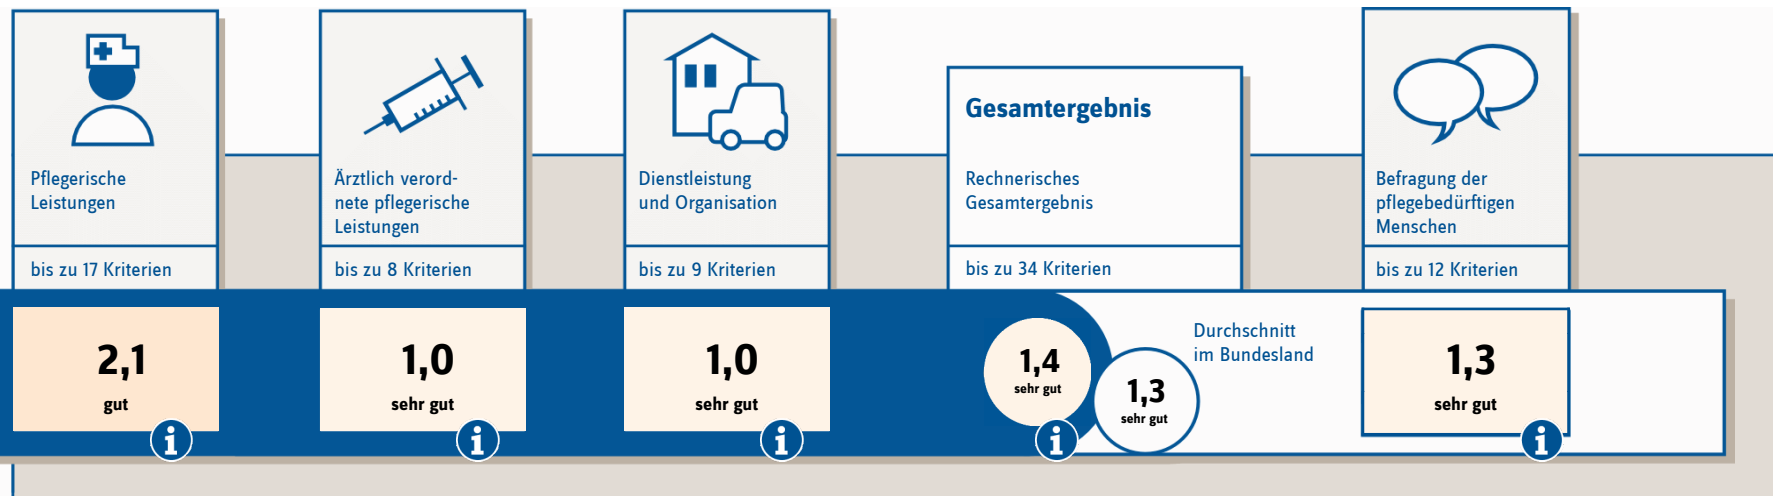 Pflegerische
Leistungen
bis zu 17 Kriterien
2,1
gut
Ärztlich verord-
nete pflegerische
Leistungen
bis zu 8 Kriterien
1,0
sehr gut
Dienstleistung
und Organisation
bis zu 9 Kriterien
1,0
sehr gut
Gesamtergebnis
Rechnerisches
Gesamtergebnis
bis zu 34 Kriterien
1,4
sehr gut
1,3
sehr gut
Durchschnitt
im Bundesland
Befragung der
pflegebedürftigen
Menschen
bis zu 12 Kriterien
1,3
sehr gut